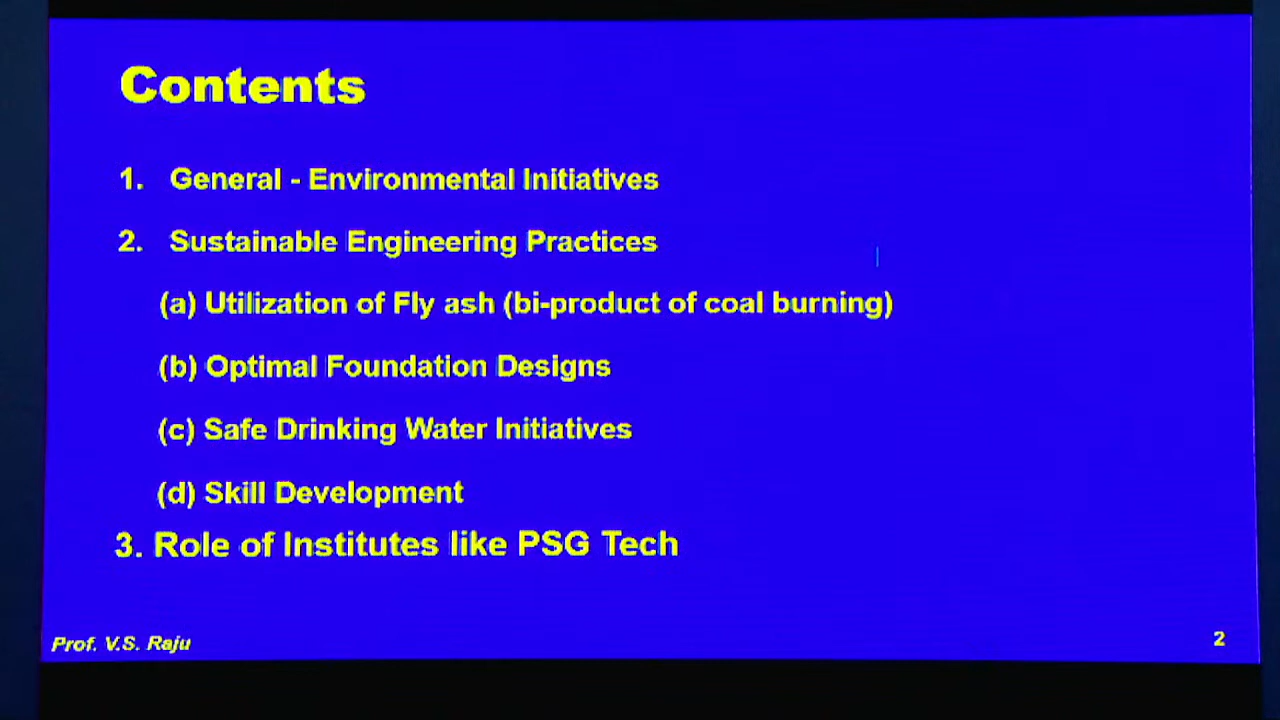 Contents
1. General - Environmental Initiatives
2. Sustainable Engineering Practices
(a) Utilization of Fly ash (bi-product of coal burning)
(b) Optimal Foundation Designs
(c) Safe Drinking Water Initiatives
(d) Skill Development
3. Role of Institutes like PSG Tech
Prof. V.S. Raju
2